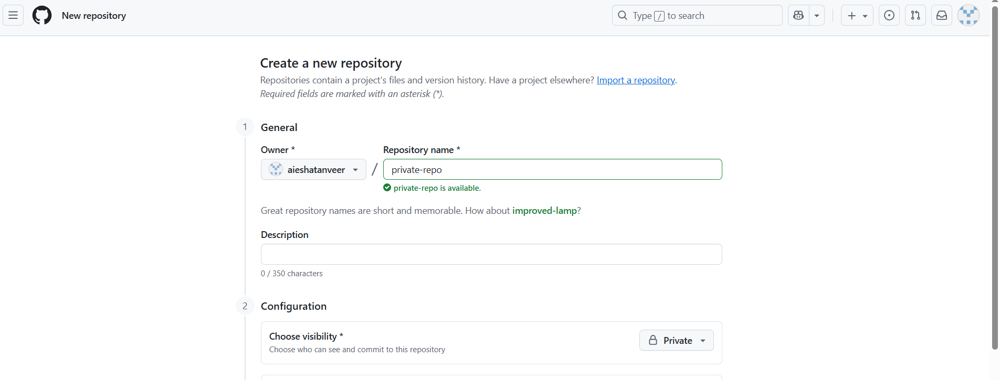 New repository
Type / to search
Create a new repository
Repositories contain a project's files and version history. Have a project elsewhere? Import a repository.
Required fields are marked with an asterisk (*).
1 General
Owner * Repository name *
aieshatanveer / private-repo
private-repo is available.
Great repository names are short and memorable. How about improved-lamp?
Description
0 / 350 characters
2 Configuration
Choose visibility *
Choose who can see and commit to this repository
Private